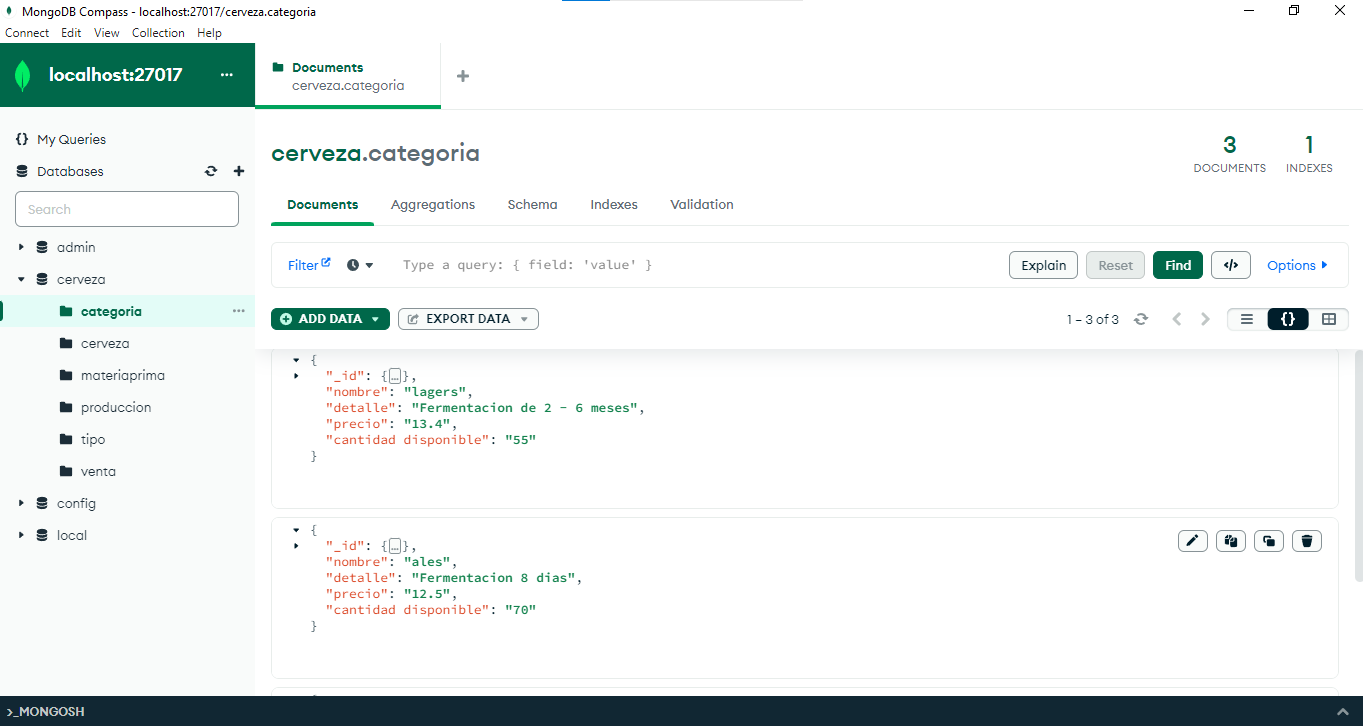 MongoDB Compass - localhost:27017/cerveza.categoria
Connect Edit View Collection Help
localhost:27017 ...
Documents
cerveza.categoria
{} My Queries
Databases
Search
admin
cerveza
categoria ...
cerveza
materiaprima
produccion
tipo
venta
config
local
cerveza.categoria
3
DOCUMENTS
1
INDEXES
Documents Aggregations Schema Indexes Validation
Filter Type a query: { field: 'value' } Explain Reset Find </> Options
ADD DATA EXPORT DATA 1 – 3 of 3 {}
{
"_id": {...},
"nombre": "lagers",
"detalle": "Fermentacion de 2 - 6 meses",
"precio": "13.4",
"cantidad disponible": "55"
}
{
"_id": {...},
"nombre": "ales",
"detalle": "Fermentacion 8 dias",
"precio": "12.5",
"cantidad disponible": "70"
}
>_MONGOSH